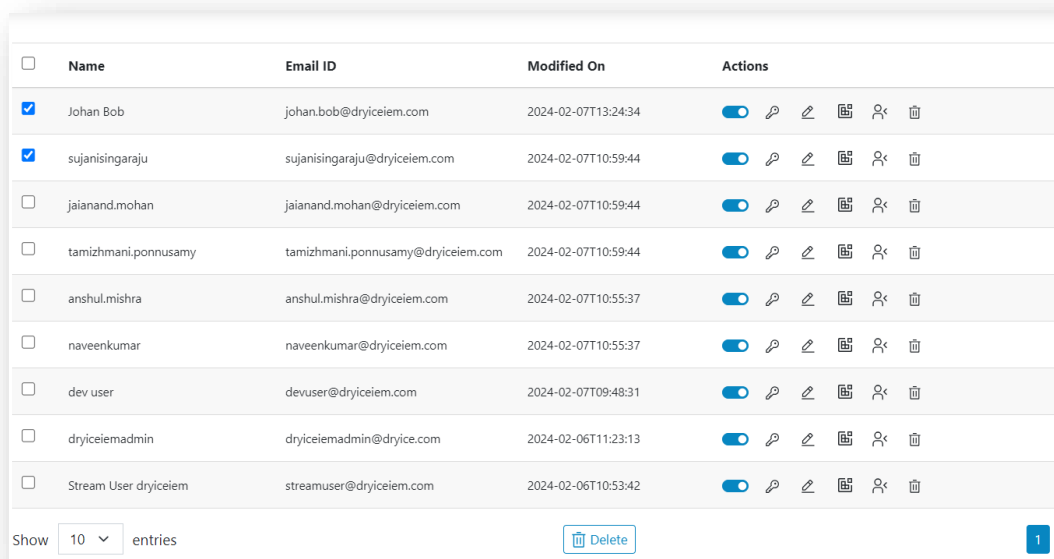 Name Email ID Modified On Actions
Johan Bob johan.bob@dryiceiem.com 2024-02-07T13:24:34
sujanisingaraju sujanisingaraju@dryiceiem.com 2024-02-07T10:59:44
jaianand.mohan jaianand.mohan@dryiceiem.com 2024-02-07T10:59:44
tamizhmani.ponnusamy tamizhmani.ponnusamy@dryiceiem.com 2024-02-07T10:59:44
anshul.mishra anshul.mishra@dryiceiem.com 2024-02-07T10:55:37
naveenkumar naveenkumar@dryiceiem.com 2024-02-07T10:55:37
dev user devuser@dryiceiem.com 2024-02-07T09:48:31
dryiceiemadmin dryiceiemadmin@dryice.com 2024-02-06T11:23:13
Stream User dryiceiem streamuser@dryiceiem.com 2024-02-06T10:53:42
Show 10 entries Delete 1